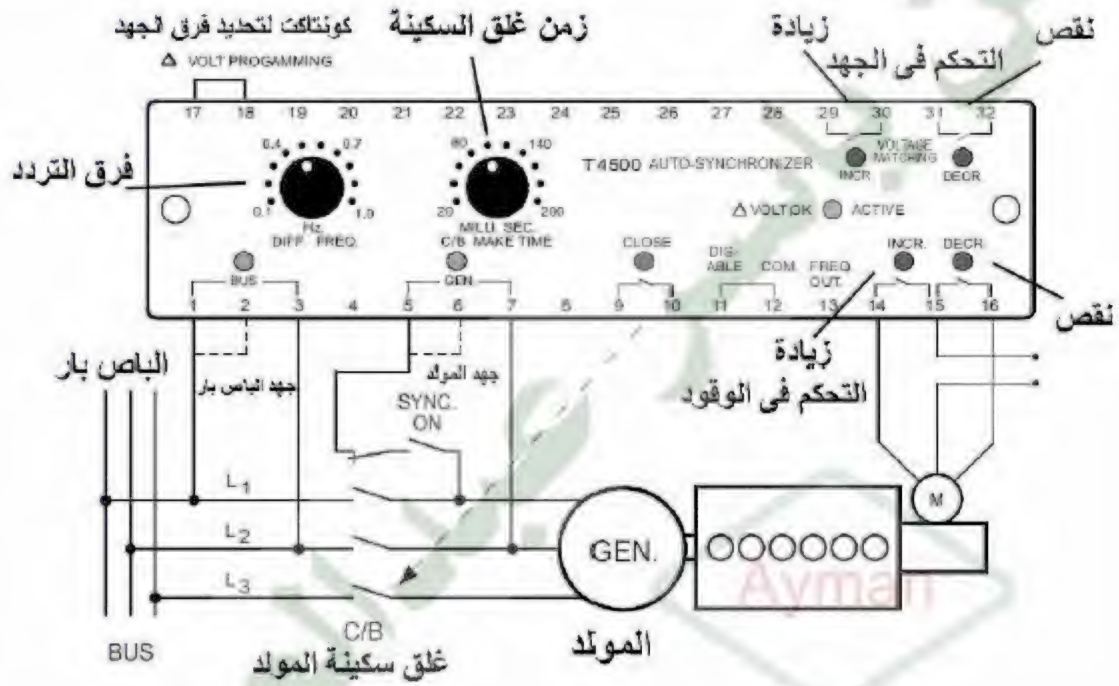 كونتاكت لتحديد فرق الجهد
زمن غلق السكينة
زيادة
نقص
التحكم فى الجهد
Δ VOLT PROGAMMING
17 18 19 20 21 22 23 24 25 26 27 28 29 30 31 32
فرق التردد
0.4 0.7
0.1 1.0
Hz.
DIFF. FREQ.
80 140
20 200
MILLI. SEC.
C/B MAKE TIME
T4500 AUTO-SYNCHRONIZER
VOLTAGE
MATCHING
INCR
DECR
Δ VOLT OK
ACTIVE
BUS
GEN
CLOSE
DIS-
ABLE
COM.
FREQ
OUT.
INCR.
DECR
1 2 3 4 5 6 7 8 9 10 11 12 13 14 15 16
نقص
زيادة
التحكم فى الوقود
الباص بار
جهد الباص بار
جهد المولد
SYNC.
ON
L1
L2
L3
GEN.
M
Ayman
BUS
C/B
غلق سكينة المولد
المولد